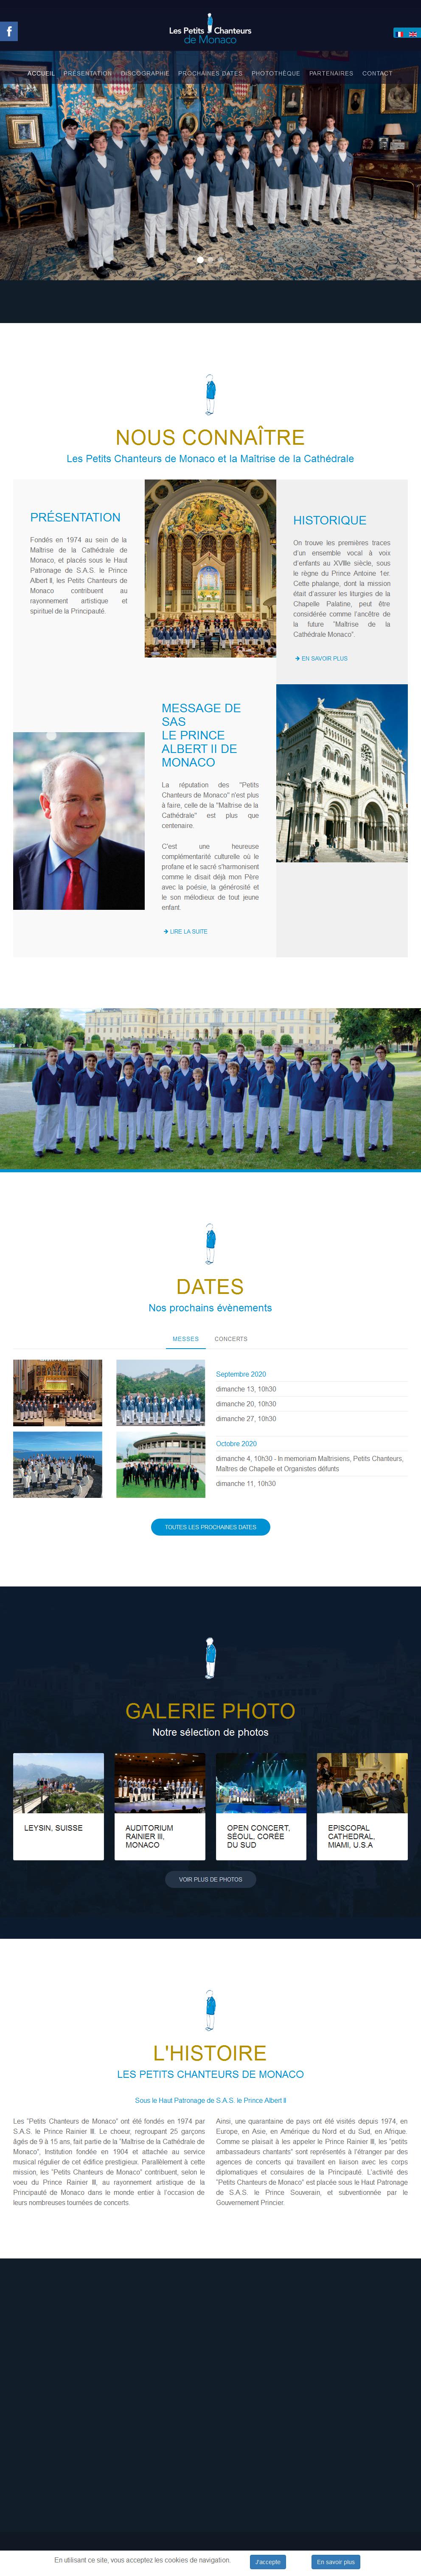 Les Petits Chanteurs
de Monaco
ACCUEIL PRÉSENTATION DISCOGRAPHIE PROCHAINES DATES PHOTOTHÈQUE PARTENAIRES CONTACT
NOUS CONNAÎTRE
Les Petits Chanteurs de Monaco et la Maîtrise de la Cathédrale
PRÉSENTATION
Fondés en 1974 au sein de la
Maîtrise de la Cathédrale de
Monaco, et placés sous le Haut
Patronage de S.A.S. le Prince
Albert II, les Petits Chanteurs de
Monaco contribuent au
rayonnement artistique et
spirituel de la Principauté.
HISTORIQUE
On trouve les premières traces
d'un ensemble vocal à voix
d'enfants au XVIIIe siècle, sous
le règne du Prince Antoine 1er.
Cette phalange, dont la mission
était d'assurer les liturgies de la
Chapelle Palatine, peut être
considérée comme l'ancêtre de
la future "Maîtrise de la
Cathédrale Monaco".
EN SAVOIR PLUS
MESSAGE DE
SAS
LE PRINCE
ALBERT II DE
MONACO
La réputation des "Petits
Chanteurs de Monaco" n'est plus
à faire, celle de la "Maîtrise de la
Cathédrale" est plus que
centenaire.
C'est une heureuse
complémentarité culturelle où le
profane et le sacré s'harmonisent
comme le disait déjà mon Père
avec la poésie, la générosité et
le son mélodieux de tout jeune
enfant.
LIRE LA SUITE
DATES
Nos prochains évènements
MESSES CONCERTS
Septembre 2020
dimanche 13, 10h30
dimanche 20, 10h30
dimanche 27, 10h30
Octobre 2020
dimanche 4, 10h30 - In memoriam Maîtrisiens, Petits Chanteurs,
Maîtres de Chapelle et Organistes défunts
dimanche 11, 10h30
TOUTES LES PROCHAINES DATES
GALERIE PHOTO
Notre sélection de photos
LEYSIN, SUISSE
AUDITORIUM
RAINIER III,
MONACO
OPEN CONCERT,
SÉOUL, CORÉE
DU SUD
EPISCOPAL
CATHEDRAL,
MIAMI, U.S.A
VOIR PLUS DE PHOTOS
L'HISTOIRE
LES PETITS CHANTEURS DE MONACO
Sous le Haut Patronage de S.A.S. le Prince Albert II
Les "Petits Chanteurs de Monaco" ont été fondés en 1974 par
S.A.S. le Prince Rainier III. Le choeur, regroupant 25 garçons
âgés de 9 à 15 ans, fait partie de la "Maîtrise de la Cathédrale de
Monaco", Institution fondée en 1904 et attachée au service
musical régulier de cet édifice prestigieux. Parallèlement à cette
mission, les "Petits Chanteurs de Monaco" contribuent, selon le
voeu du Prince Rainier III, au rayonnement artistique de la
Principauté de Monaco dans le monde entier à l'occasion de
leurs nombreuses tournées de concerts.
Ainsi, une quarantaine de pays ont été visités depuis 1974, en
Europe, en Asie, en Amérique du Nord et du Sud, en Afrique.
Comme se plaisait à les appeler le Prince Rainier III, les "petits
ambassadeurs chantants" sont représentés à l'étranger par des
agences de concerts qui travaillent en liaison avec les corps
diplomatiques et consulaires de la Principauté. L'activité des
"Petits Chanteurs de Monaco" est placée sous le Haut Patronage
de S.A.S. le Prince Souverain, et subventionnée par le
Gouvernement Princier.
En utilisant ce site, vous acceptez les cookies de navigation.
J'accepte
En savoir plus